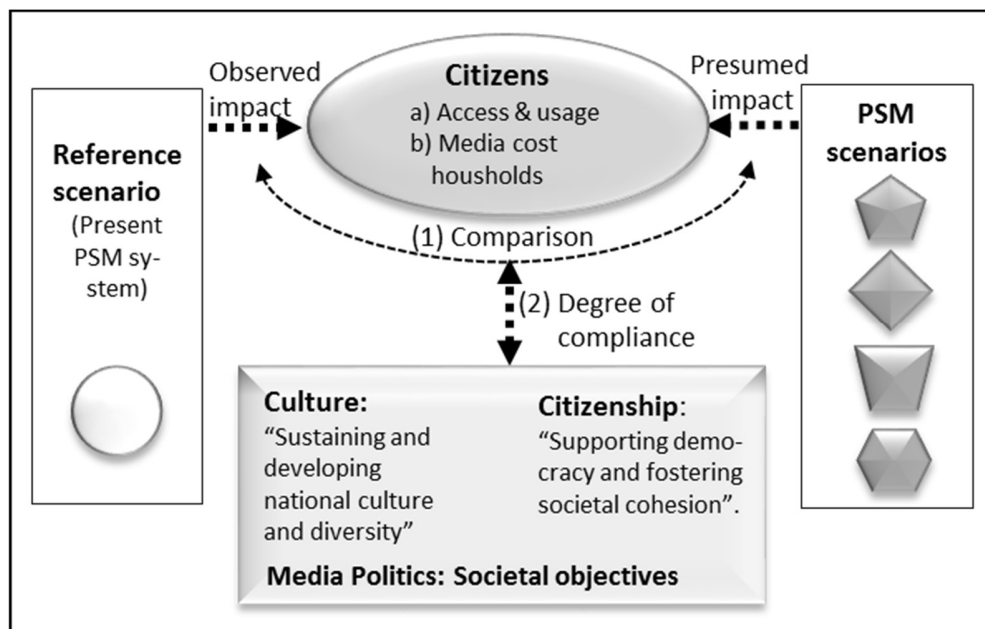 Observed
impact
Reference
scenario
(Present
PSM sy-
stem)
Citizens
a) Access & usage
b) Media cost
housholds
Presumed
impact
PSM
scenarios
(1) Comparison
(2) Degree of
compliance
Culture:
“Sustaining and
developing
national culture
and diversity”
Citizenship:
“Supporting demo-
cracy and fostering
societal cohesion”.
Media Politics: Societal objectives